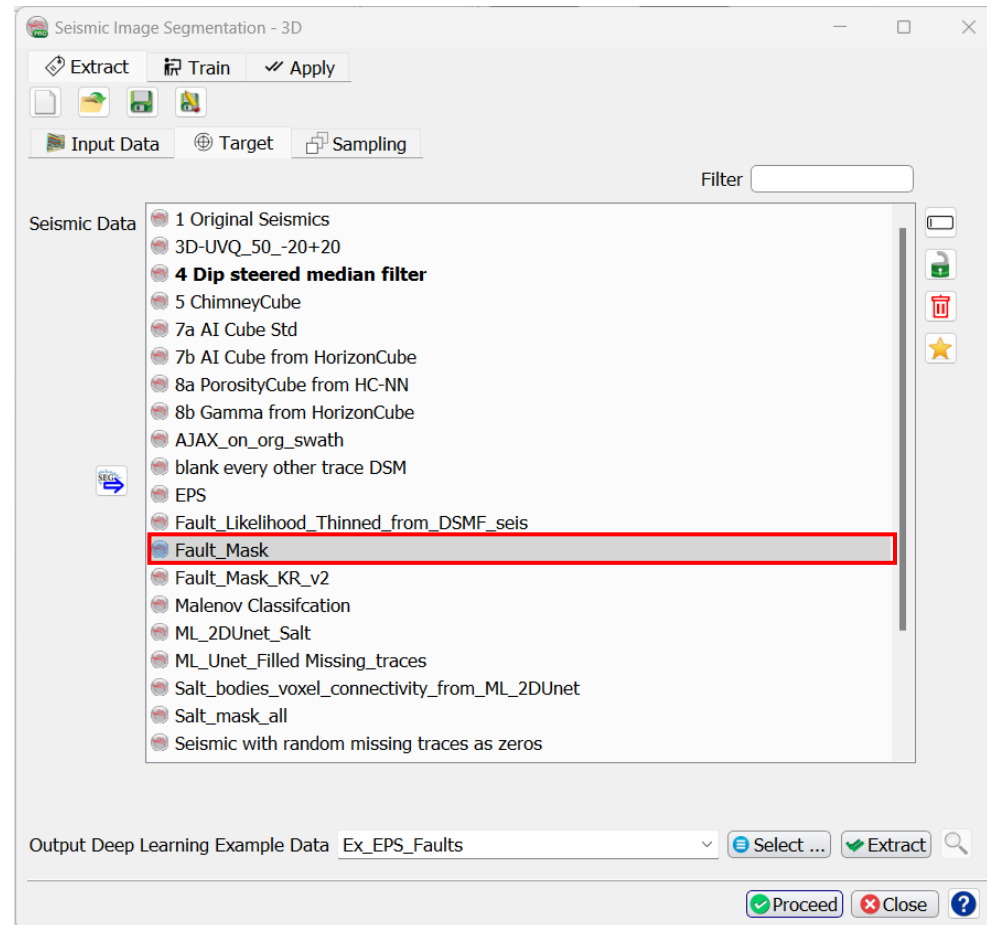 Seismic Image Segmentation - 3D
Extract Train Apply
Input Data Target Sampling
Filter
Seismic Data
1 Original Seismics
3D-UVQ_50_-20+20
4 Dip steered median filter
5 ChimneyCube
7a AI Cube Std
7b AI Cube from HorizonCube
8a PorosityCube from HC-NN
8b Gamma from HorizonCube
AJAX_on_org_swath
blank every other trace DSM
EPS
Fault_Likelihood_Thinned_from_DSMF_seis
Fault_Mask
Fault_Mask_KR_v2
Malenov Classifcation
ML_2DUnet_Salt
ML_Unet_Filled Missing_traces
Salt_bodies_voxel_connectivity_from_ML_2DUnet
Salt_mask_all
Seismic with random missing traces as zeros
SEG
Output Deep Learning Example Data Ex_EPS_Faults Select ... Extract
Proceed Close ?